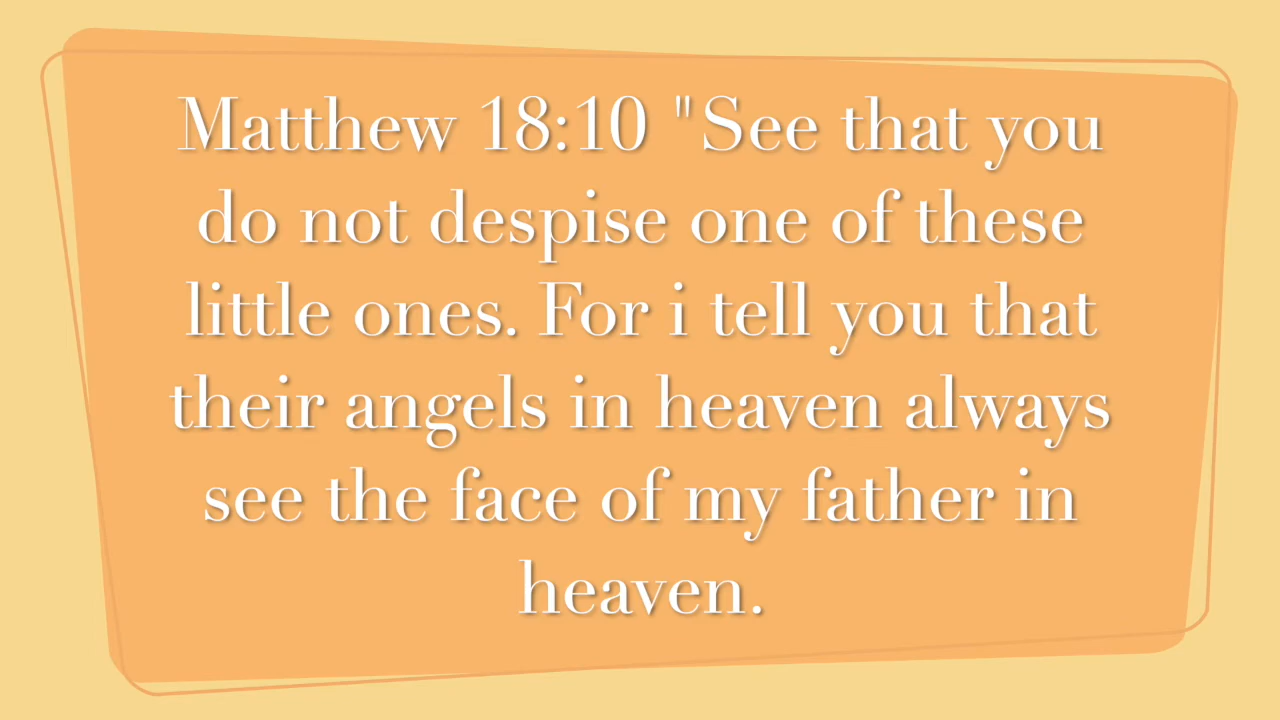 Matthew 18:10 "See that you
do not despise one of these
little ones. For i tell you that
their angels in heaven always
see the face of my father in
heaven.